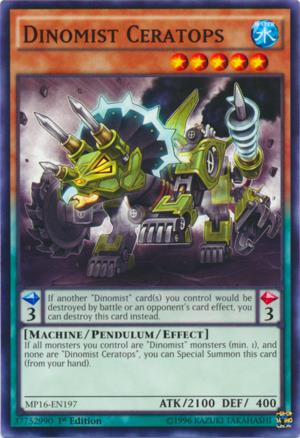 DINOMIST CERATOPS
WATER
水
If another "Dinomist" card(s) you control would be
destroyed by battle or an opponent's card effect, you
can destroy this card instead.
3
3
[MACHINE/PENDULUM/EFFECT]
If all monsters you control are "Dinomist" monsters (min. 1), and
none are "Dinomist Ceratops", you can Special Summon this card
(from your hand).
MP16-EN197
ATK/2100 DEF/ 400
37752990
1st Edition
©1996 KAZUKI TAKAHASHI